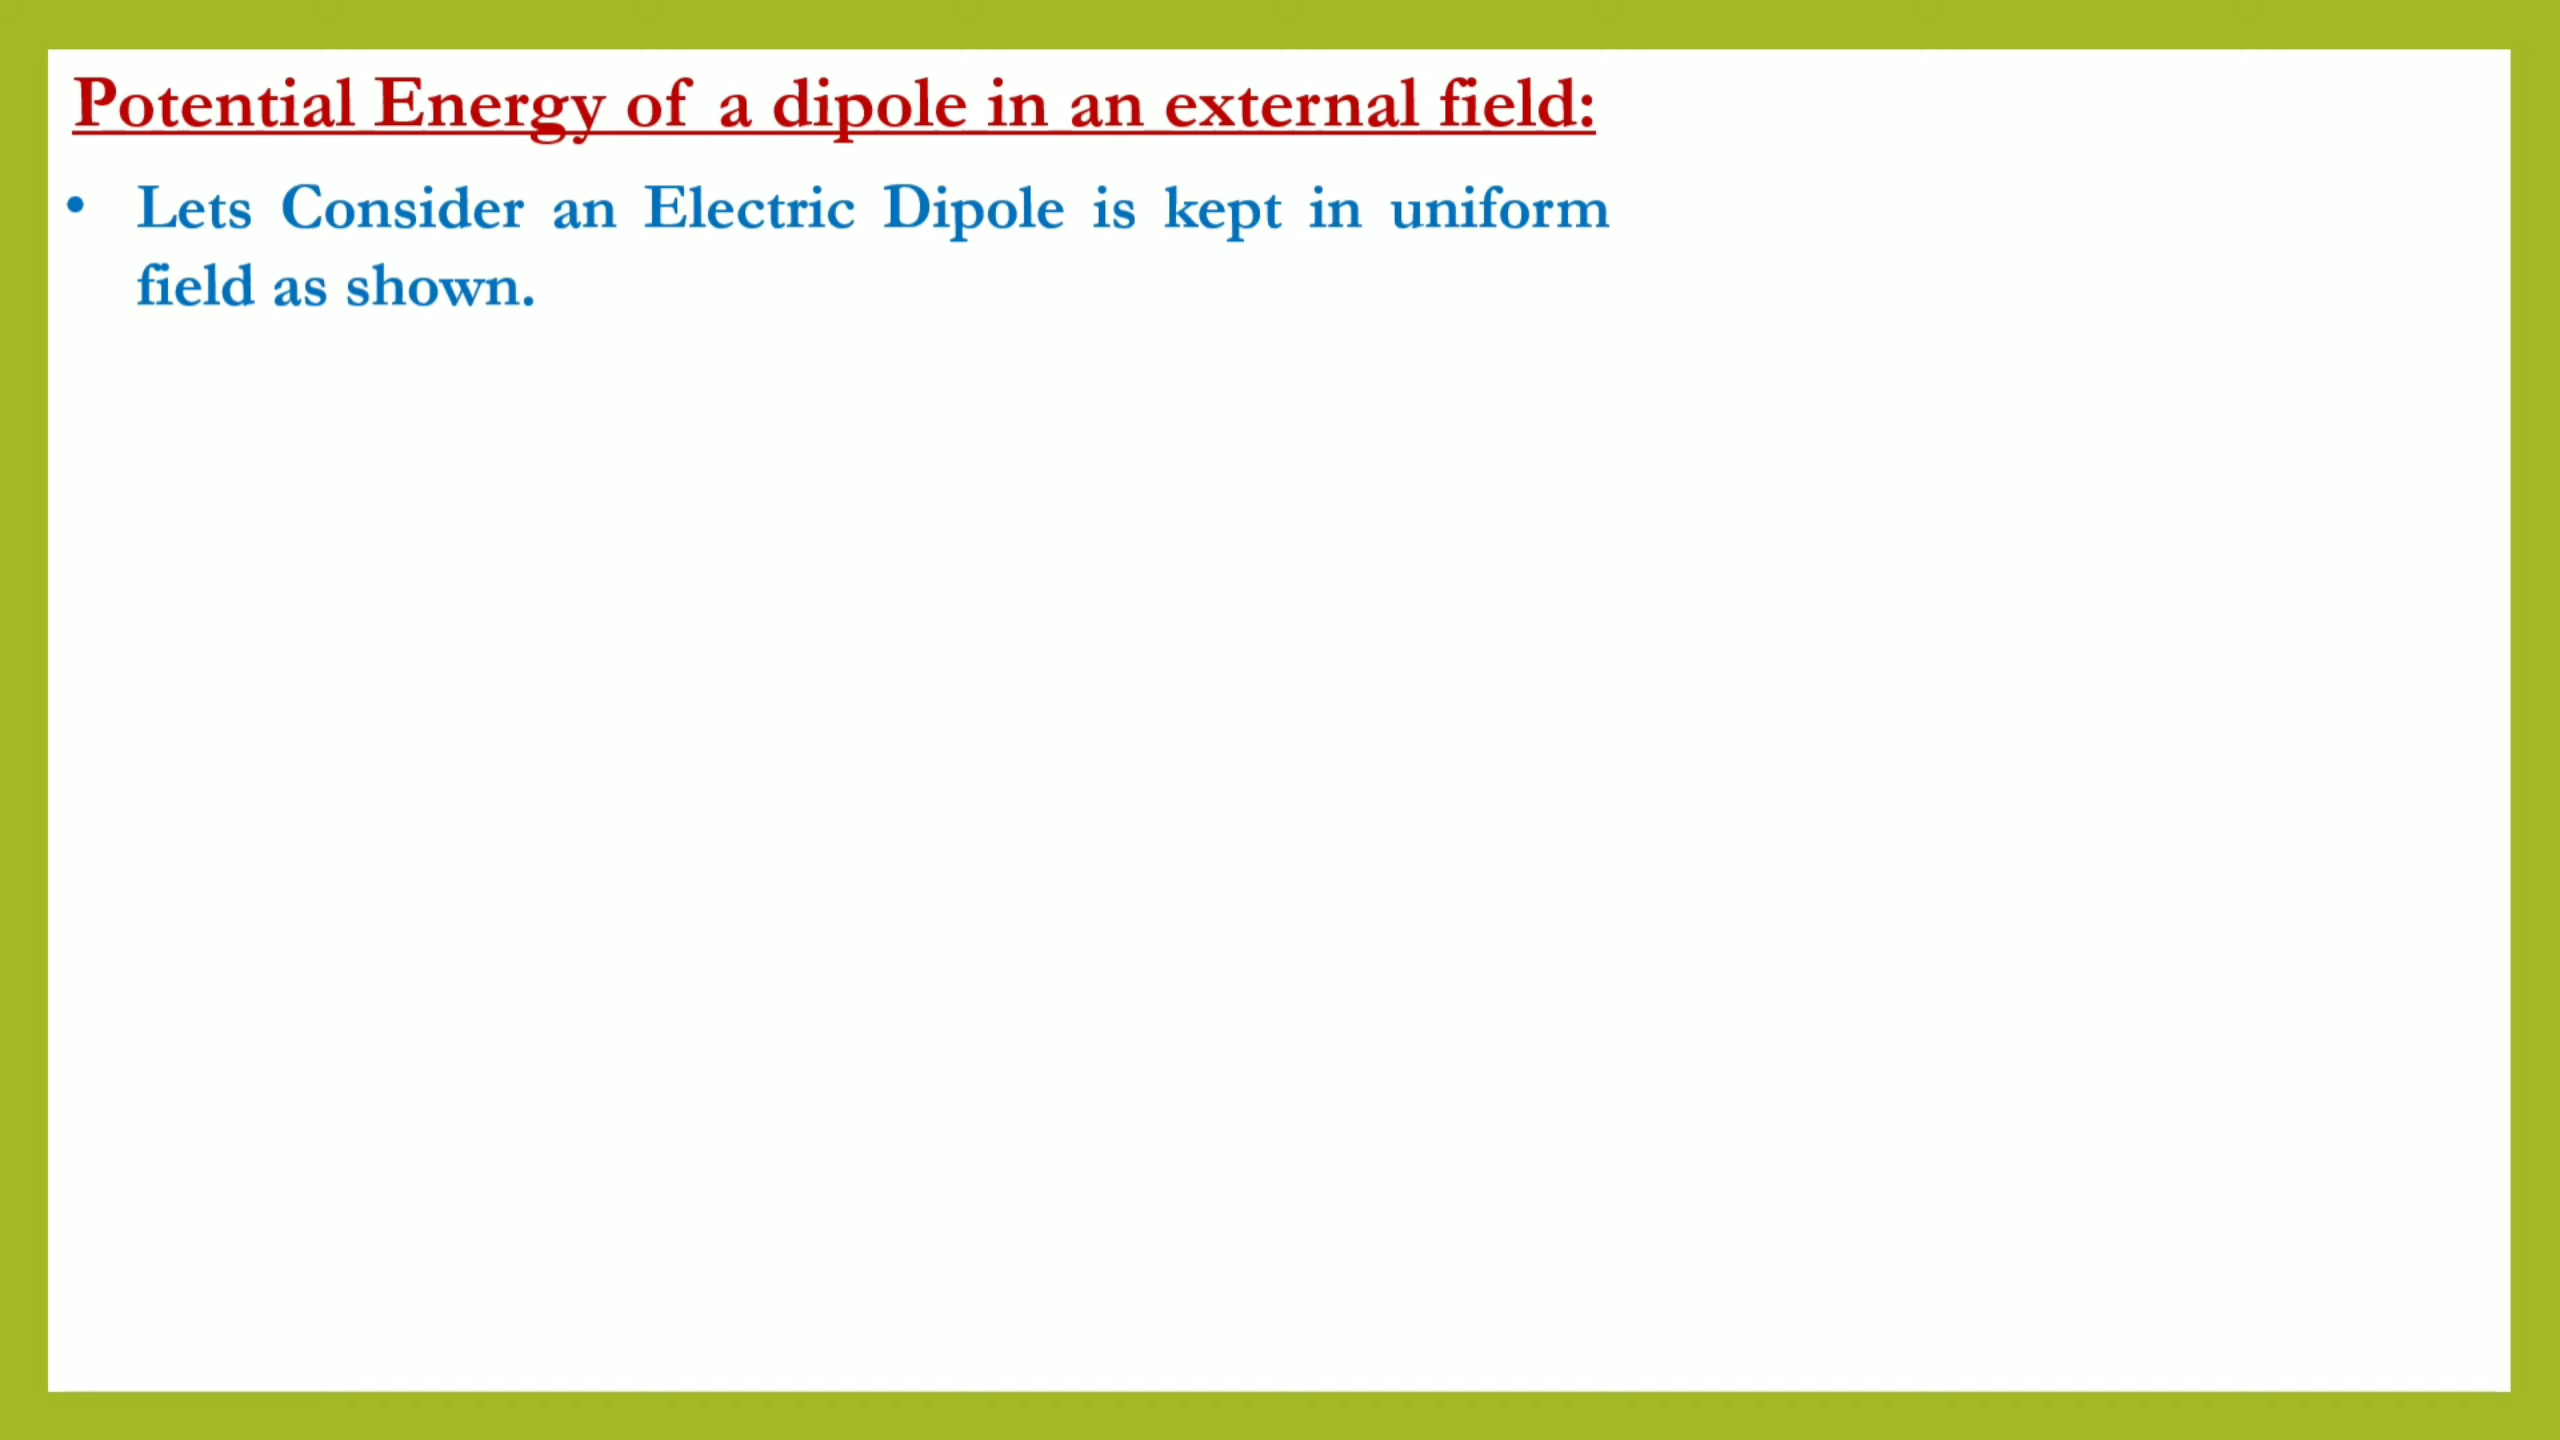 Potential Energy of a dipole in an external field:
• Lets Consider an Electric Dipole is kept in uniform
field as shown.